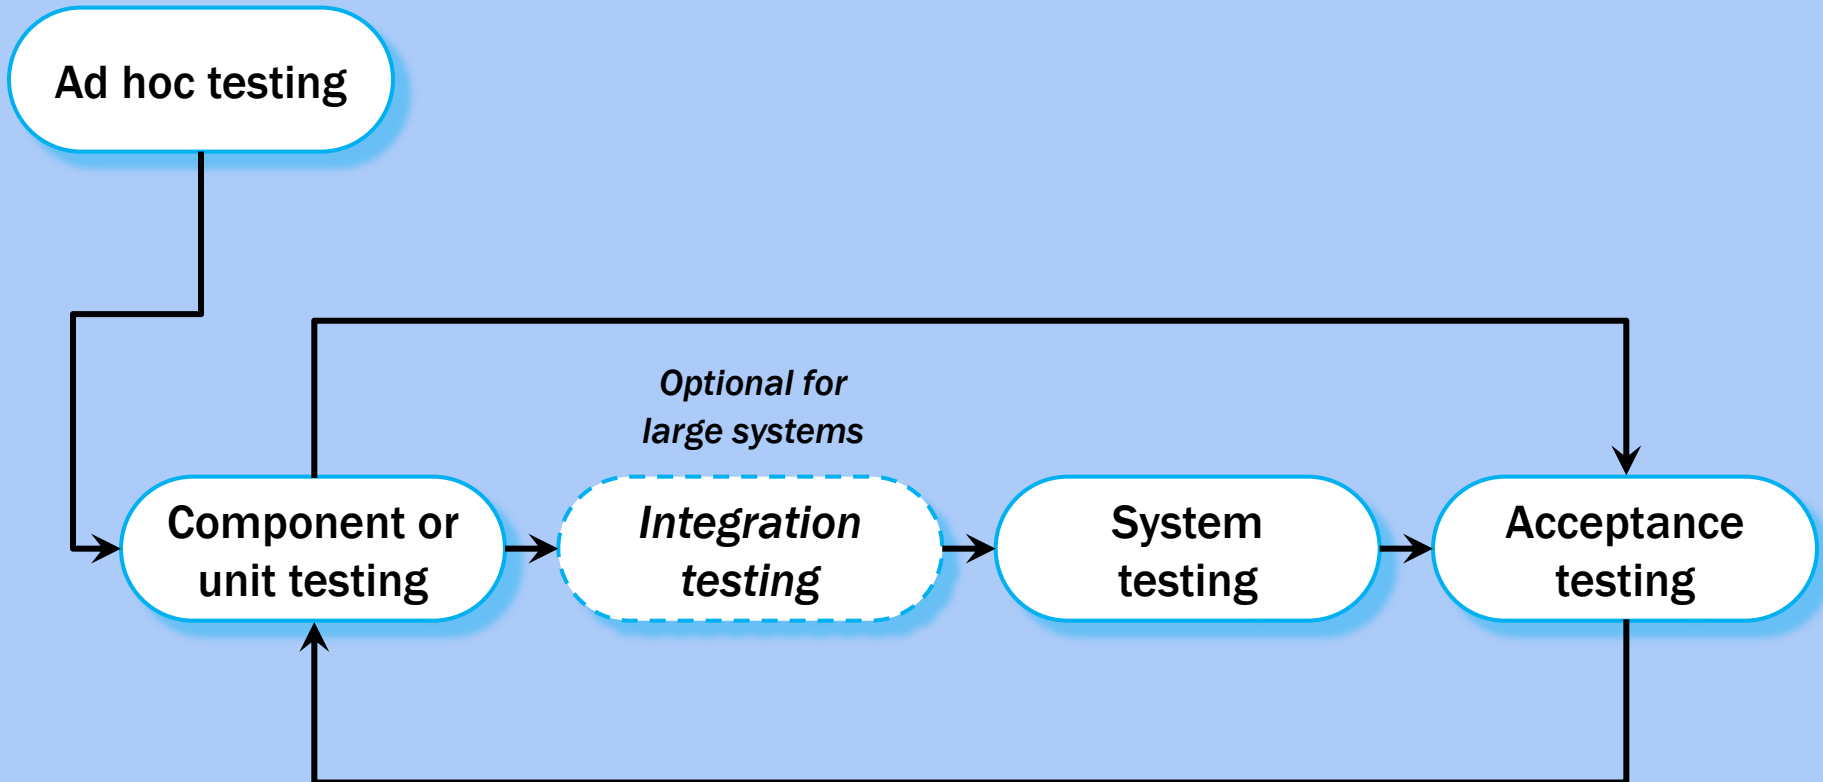 Ad hoc testing
Optional for
large systems
Component or
unit testing
Integration
testing
System
testing
Acceptance
testing